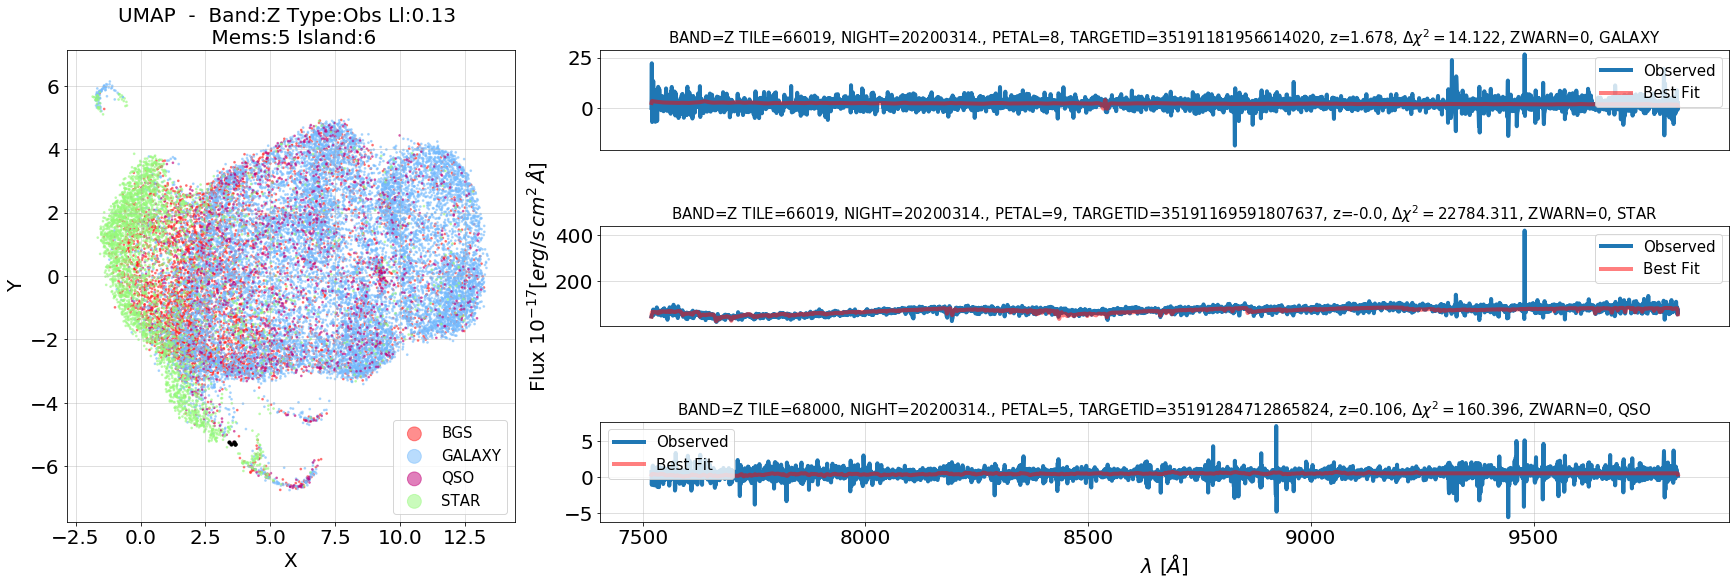 UMAP  -  Band:Z Type:Obs Ll:0.13
Mems:5 Island:6
6
4
2
0
−2
−4
−6
Y
−2.5
0.0
2.5
5.0
7.5
10.0
12.5
X
BGS
GALAXY
QSO
STAR
Flux 10⁻¹⁷[erg/s cm² Å]
BAND=Z TILE=66019, NIGHT=20200314., PETAL=8, TARGETID=35191181956614020, z=1.678, Δχ² = 14.122, ZWARN=0, GALAXY
25
0
Observed
Best Fit
BAND=Z TILE=66019, NIGHT=20200314., PETAL=9, TARGETID=35191169591807637, z=-0.0, Δχ² = 22784.311, ZWARN=0, STAR
400
200
Observed
Best Fit
BAND=Z TILE=68000, NIGHT=20200314., PETAL=5, TARGETID=35191284712865824, z=0.106, Δχ² = 160.396, ZWARN=0, QSO
5
0
−5
Observed
Best Fit
7500
8000
8500
9000
9500
λ [Å]